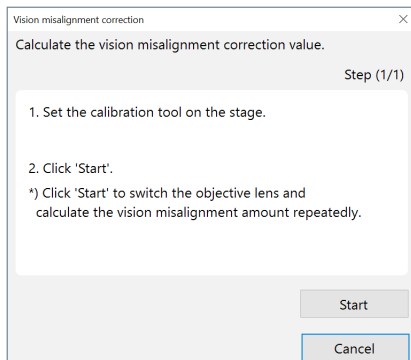 Vision misalignment correction
Calculate the vision misalignment correction value.
Step (1/1)
1. Set the calibration tool on the stage.
2. Click 'Start'.
*) Click 'Start' to switch the objective lens and
calculate the vision misalignment amount repeatedly.
Start
Cancel